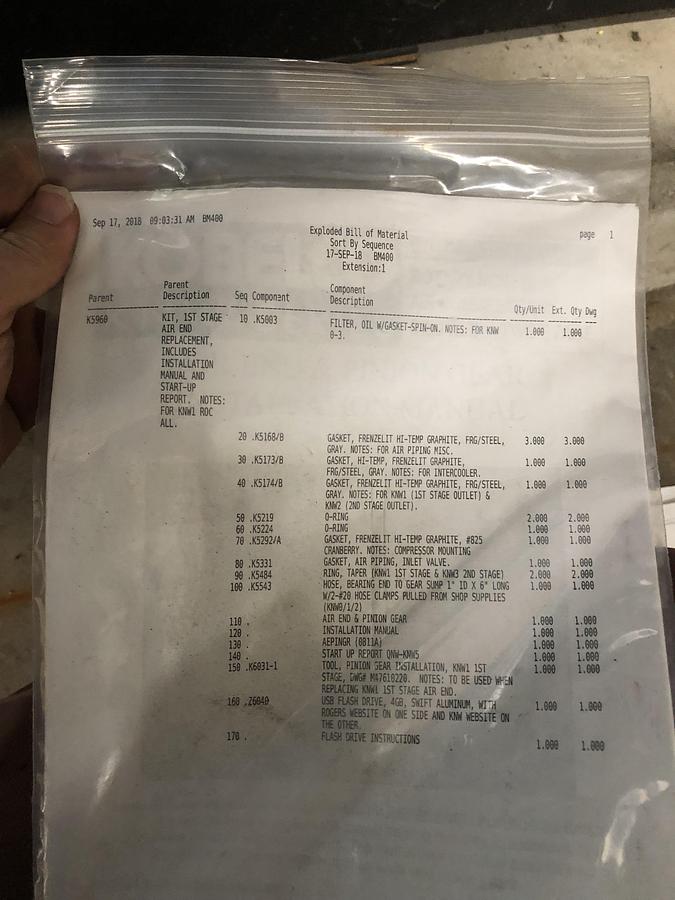 Sep 17, 2018 09:03:31 AM BM400
Exploded Bill of Material
Sort By Sequence
17-SEP-18 BM400
Extension:1
page 1
Parent Parent Description Seq Component Component Description Qty/Unit Ext. Qty Dwg
K5960 KIT, 1ST STAGE 10 .K5003 FILTER, OIL W/GASKET-SPIN-ON. NOTES: FOR KNW 1.000 1.000
AIR END 0-3.
REPLACEMENT,
INCLUDES
INSTALLATION
MANUAL AND
START-UP
REPORT. NOTES:
FOR KNW1 ROC
ALL.
20 .K5168/B GASKET, FRENZELIT HI-TEMP GRAPHITE, FRG/STEEL, 3.000 3.000
GRAY. NOTES: FOR AIR PIPING MISC.
30 .K5173/B GASKET, HI-TEMP, FRENZELIT GRAPHITE, 1.000 1.000
FRG/STEEL, GRAY. NOTES: FOR INTERCOOLER.
40 .K5174/B GASKET, FRENZELIT HI-TEMP GRAPHITE, FRG/STEEL, 1.000 1.000
GRAY. NOTES: FOR KNW1 (1ST STAGE OUTLET) &
KNW2 (2ND STAGE OUTLET).
50 .K5219 O-RING 2.000 2.000
60 .K5224 O-RING 1.000 1.000
70 .K5292/A GASKET, FRENZELIT HI-TEMP GRAPHITE, #825 1.000 1.000
CRANBERRY. NOTES: COMPRESSOR MOUNTING
80 .K5331 GASKET, AIR PIPING, INLET VALVE. 1.000 1.000
90 .K5484 RING, TAPER (KNW1 1ST STAGE & KNW3 2ND STAGE) 2.000 2.000
100 .K5543 HOSE, BEARING END TO GEAR SUMP 1" ID X 6" LONG 1.000 1.000
W/2-#20 HOSE CLAMPS PULLED FROM SHOP SUPPLIES
(KNW0/1/2)
110 . AIR END & PINION GEAR 1.000 1.000
120 . INSTALLATION MANUAL 1.000 1.000
130 . AEPINGR (0811A) 1.000 1.000
140 . START UP REPORT QNW-KNW5 1.000 1.000
150 .K6031-1 TOOL, PINION GEAR INSTALLATION, KNW1 1ST 1.000 1.000
STAGE, DWG# M47610220. NOTES: TO BE USED WHEN
REPLACING KNW1 1ST STAGE AIR END.
160 .Z6040 USB FLASH DRIVE, 4GB, SWIFT ALUMINUM, WITH 1.000 1.000
ROGERS WEBSITE ON ONE SIDE AND KNW WEBSITE ON
THE OTHER.
170 . FLASH DRIVE INSTRUCTIONS 1.000 1.000